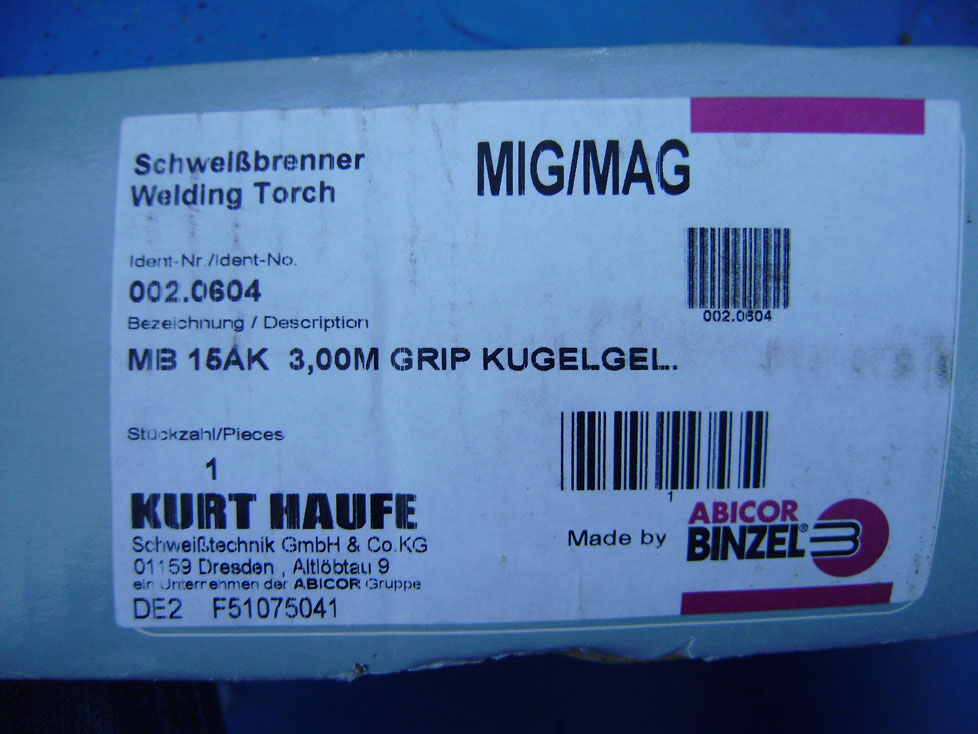 Schweißbrenner
Welding Torch
MIG/MAG
Ident-Nr./Ident-No.
002.0604
002.0604
Bezeichnung / Description
MB 15AK 3,00M GRIP KUGELGEL.
Stückzahl/Pieces
1
1
KURT HAUFE
Schweißtechnik GmbH & Co.KG
01159 Dresden , Altlöbtau 9
ein Unternehmen der ABICOR Gruppe
DE2 F51075041
Made by
ABICOR
BINZEL®